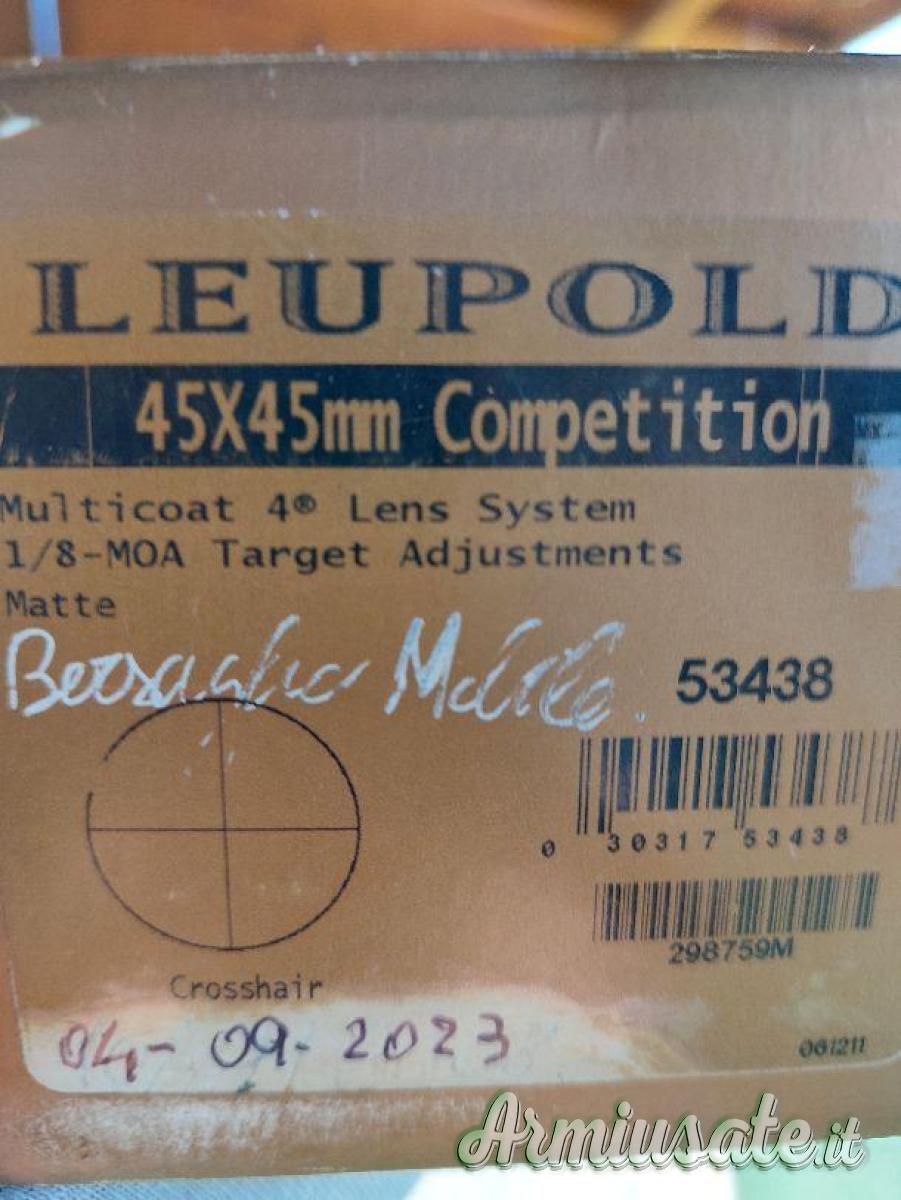 LEUPOLD
45X45mm Competition
Multicoat 4® Lens System
1/8-MOA Target Adjustments
Matte
53438
0 30317 53438
298759M
Crosshair
04-09-2023
061211
Armiusate.it